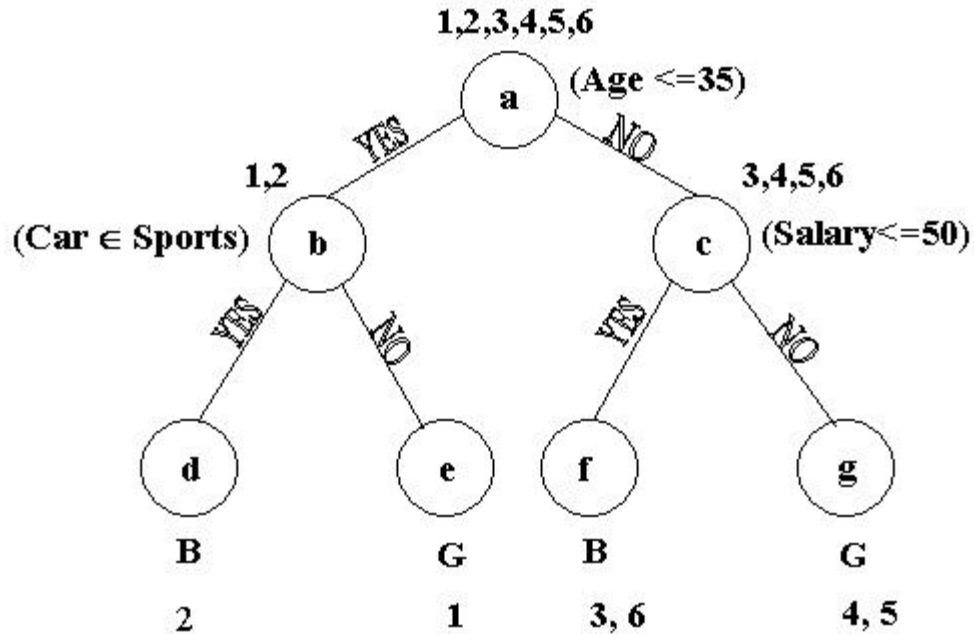 1,2,3,4,5,6
a (Age <=35)
YES NO
1,2 3,4,5,6
(Car ∈ Sports) b c (Salary<=50)
YES NO YES NO
d e f g
B G B G
2 1 3, 6 4, 5